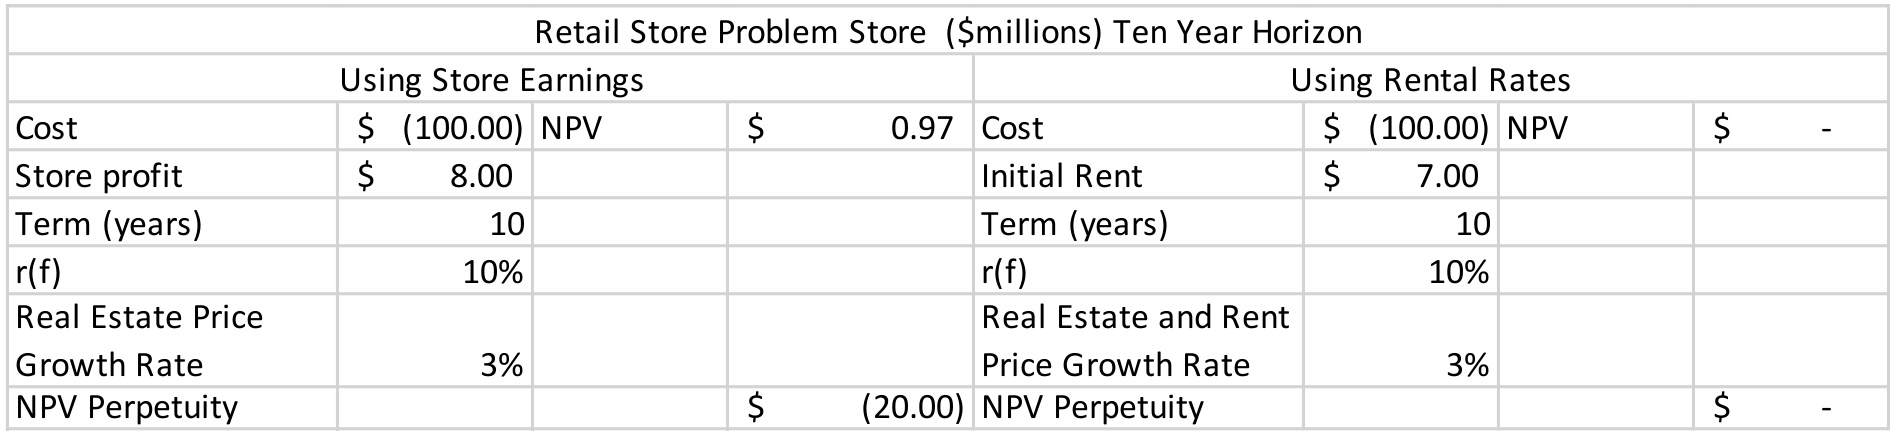 Retail Store Problem Store ($millions) Ten Year Horizon
Using Store Earnings Using Rental Rates
Cost $ (100.00) NPV $ 0.97 Cost $ (100.00) NPV $ -
Store profit $ 8.00 Initial Rent $ 7.00
Term (years) 10 Term (years) 10
r(f) 10% r(f) 10%
Real Estate Price Real Estate and Rent
Growth Rate 3% Price Growth Rate 3%
NPV Perpetuity $ (20.00) NPV Perpetuity $ -